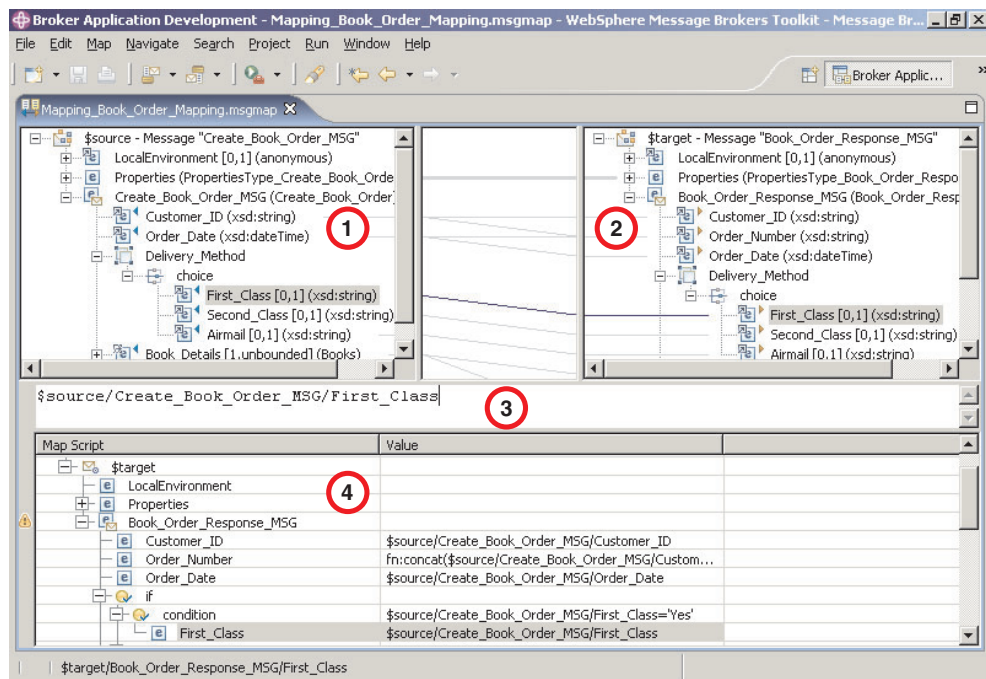 Broker Application Development - Mapping_Book_Order_Mapping.msgmap - WebSphere Message Brokers Toolkit - Message Br...
File Edit Map Navigate Search Project Run Window Help
Broker Applic...
»
Mapping_Book_Order_Mapping.msgmap
$source - Message "Create_Book_Order_MSG"
LocalEnvironment [0,1] (anonymous)
Properties (PropertiesType_Create_Book_Orde
Create_Book_Order_MSG (Create_Book_Order
Customer_ID (xsd:string)
Order_Date (xsd:dateTime)
Delivery_Method
choice
First_Class [0,1] (xsd:string)
Second_Class [0,1] (xsd:string)
Airmail [0,1] (xsd:string)
Book_Details [1,unbounded] (Books)
1
$target - Message "Book_Order_Response_MSG"
LocalEnvironment [0,1] (anonymous)
Properties (PropertiesType_Book_Order_Respo
Book_Order_Response_MSG (Book_Order_Resp
Customer_ID (xsd:string)
Order_Number (xsd:string)
Order_Date (xsd:dateTime)
Delivery_Method
choice
First_Class [0,1] (xsd:string)
Second_Class [0,1] (xsd:string)
Airmail [0,1] (xsd:string)
2
$source/Create_Book_Order_MSG/First_Class
3
Map Script Value
$target
LocalEnvironment
4
Properties
Book_Order_Response_MSG
Customer_ID $source/Create_Book_Order_MSG/Customer_ID
Order_Number fn:concat($source/Create_Book_Order_MSG/Custom...
Order_Date $source/Create_Book_Order_MSG/Order_Date
if
condition $source/Create_Book_Order_MSG/First_Class='Yes'
First_Class $source/Create_Book_Order_MSG/First_Class
$target/Book_Order_Response_MSG/First_Class